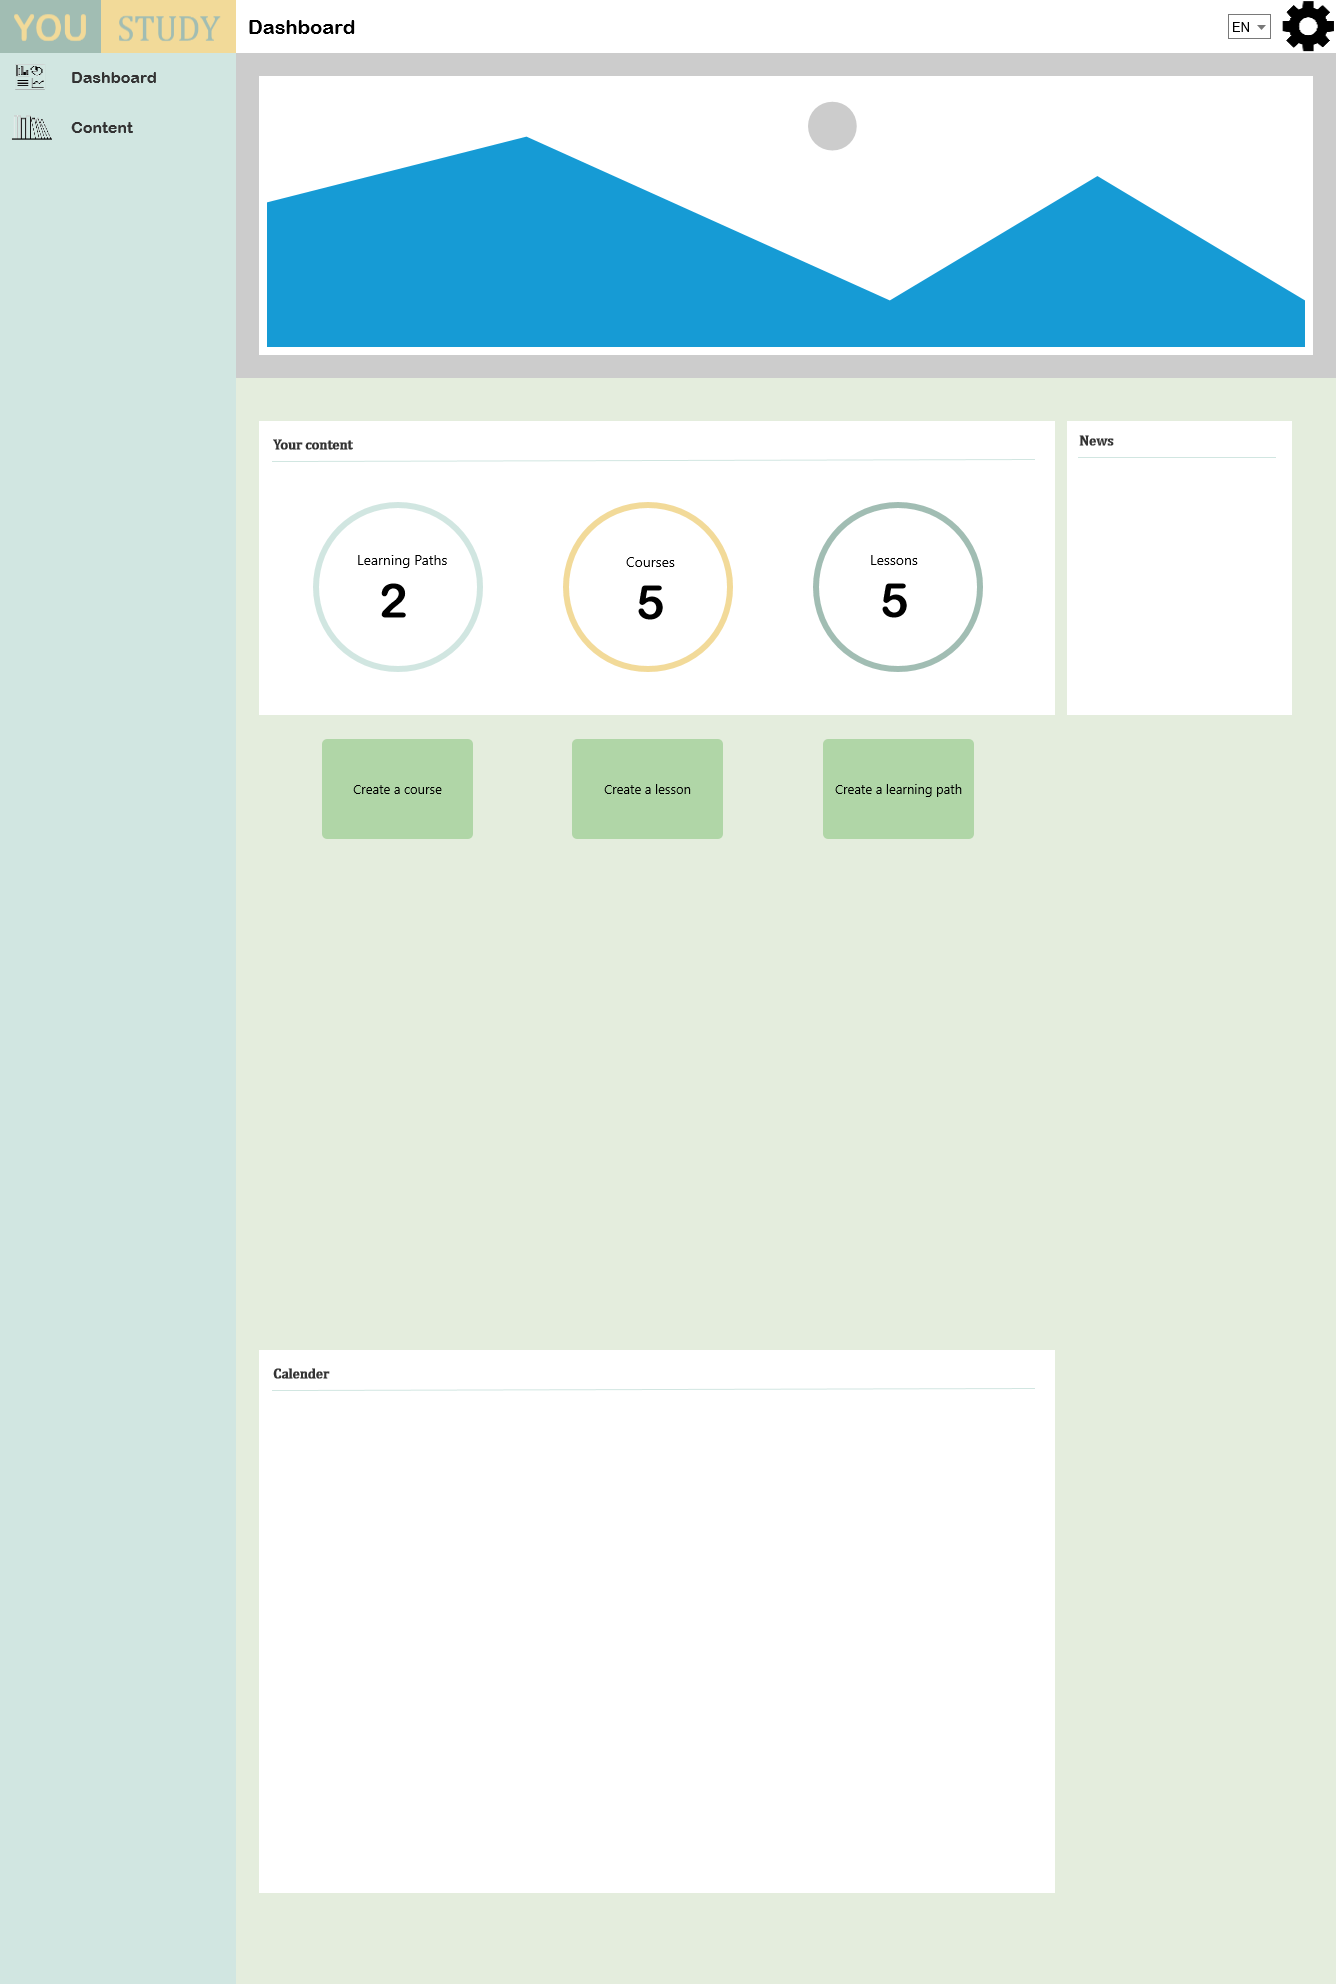 YOU STUDY
Dashboard
EN
Dashboard
Content
Your content
News
Learning Paths
2
Courses
5
Lessons
5
Create a course
Create a lesson
Create a learning path
Calender